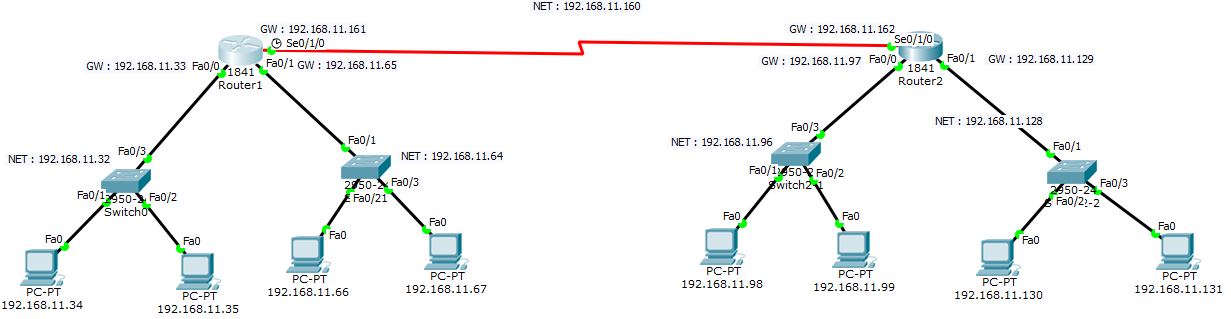 NET : 192.168.11.160
GW : 192.168.11.161
Se0/1/0
GW : 192.168.11.162
Se0/1/0
GW : 192.168.11.33
Fa0/0
Fa0/1
GW : 192.168.11.65
1841
Router1
GW : 192.168.11.97
Fa0/0
Fa0/1
GW : 192.168.11.129
1841
Router2
NET : 192.168.11.32
Fa0/3
Fa0/1
NET : 192.168.11.64
NET : 192.168.11.96
Fa0/3
NET : 192.168.11.128
Fa0/1
Fa0/1
Fa0/2
Switch0
Fa0/3
Fa0/21
Fa0/1
Fa0/2
Fa0/3
Fa0/2
Fa0
Fa0
Fa0
Fa0
Fa0
Fa0
Fa0
Fa0
PC-PT
192.168.11.34
PC-PT
192.168.11.35
PC-PT
192.168.11.66
PC-PT
192.168.11.67
PC-PT
192.168.11.98
PC-PT
192.168.11.99
PC-PT
192.168.11.130
PC-PT
192.168.11.131